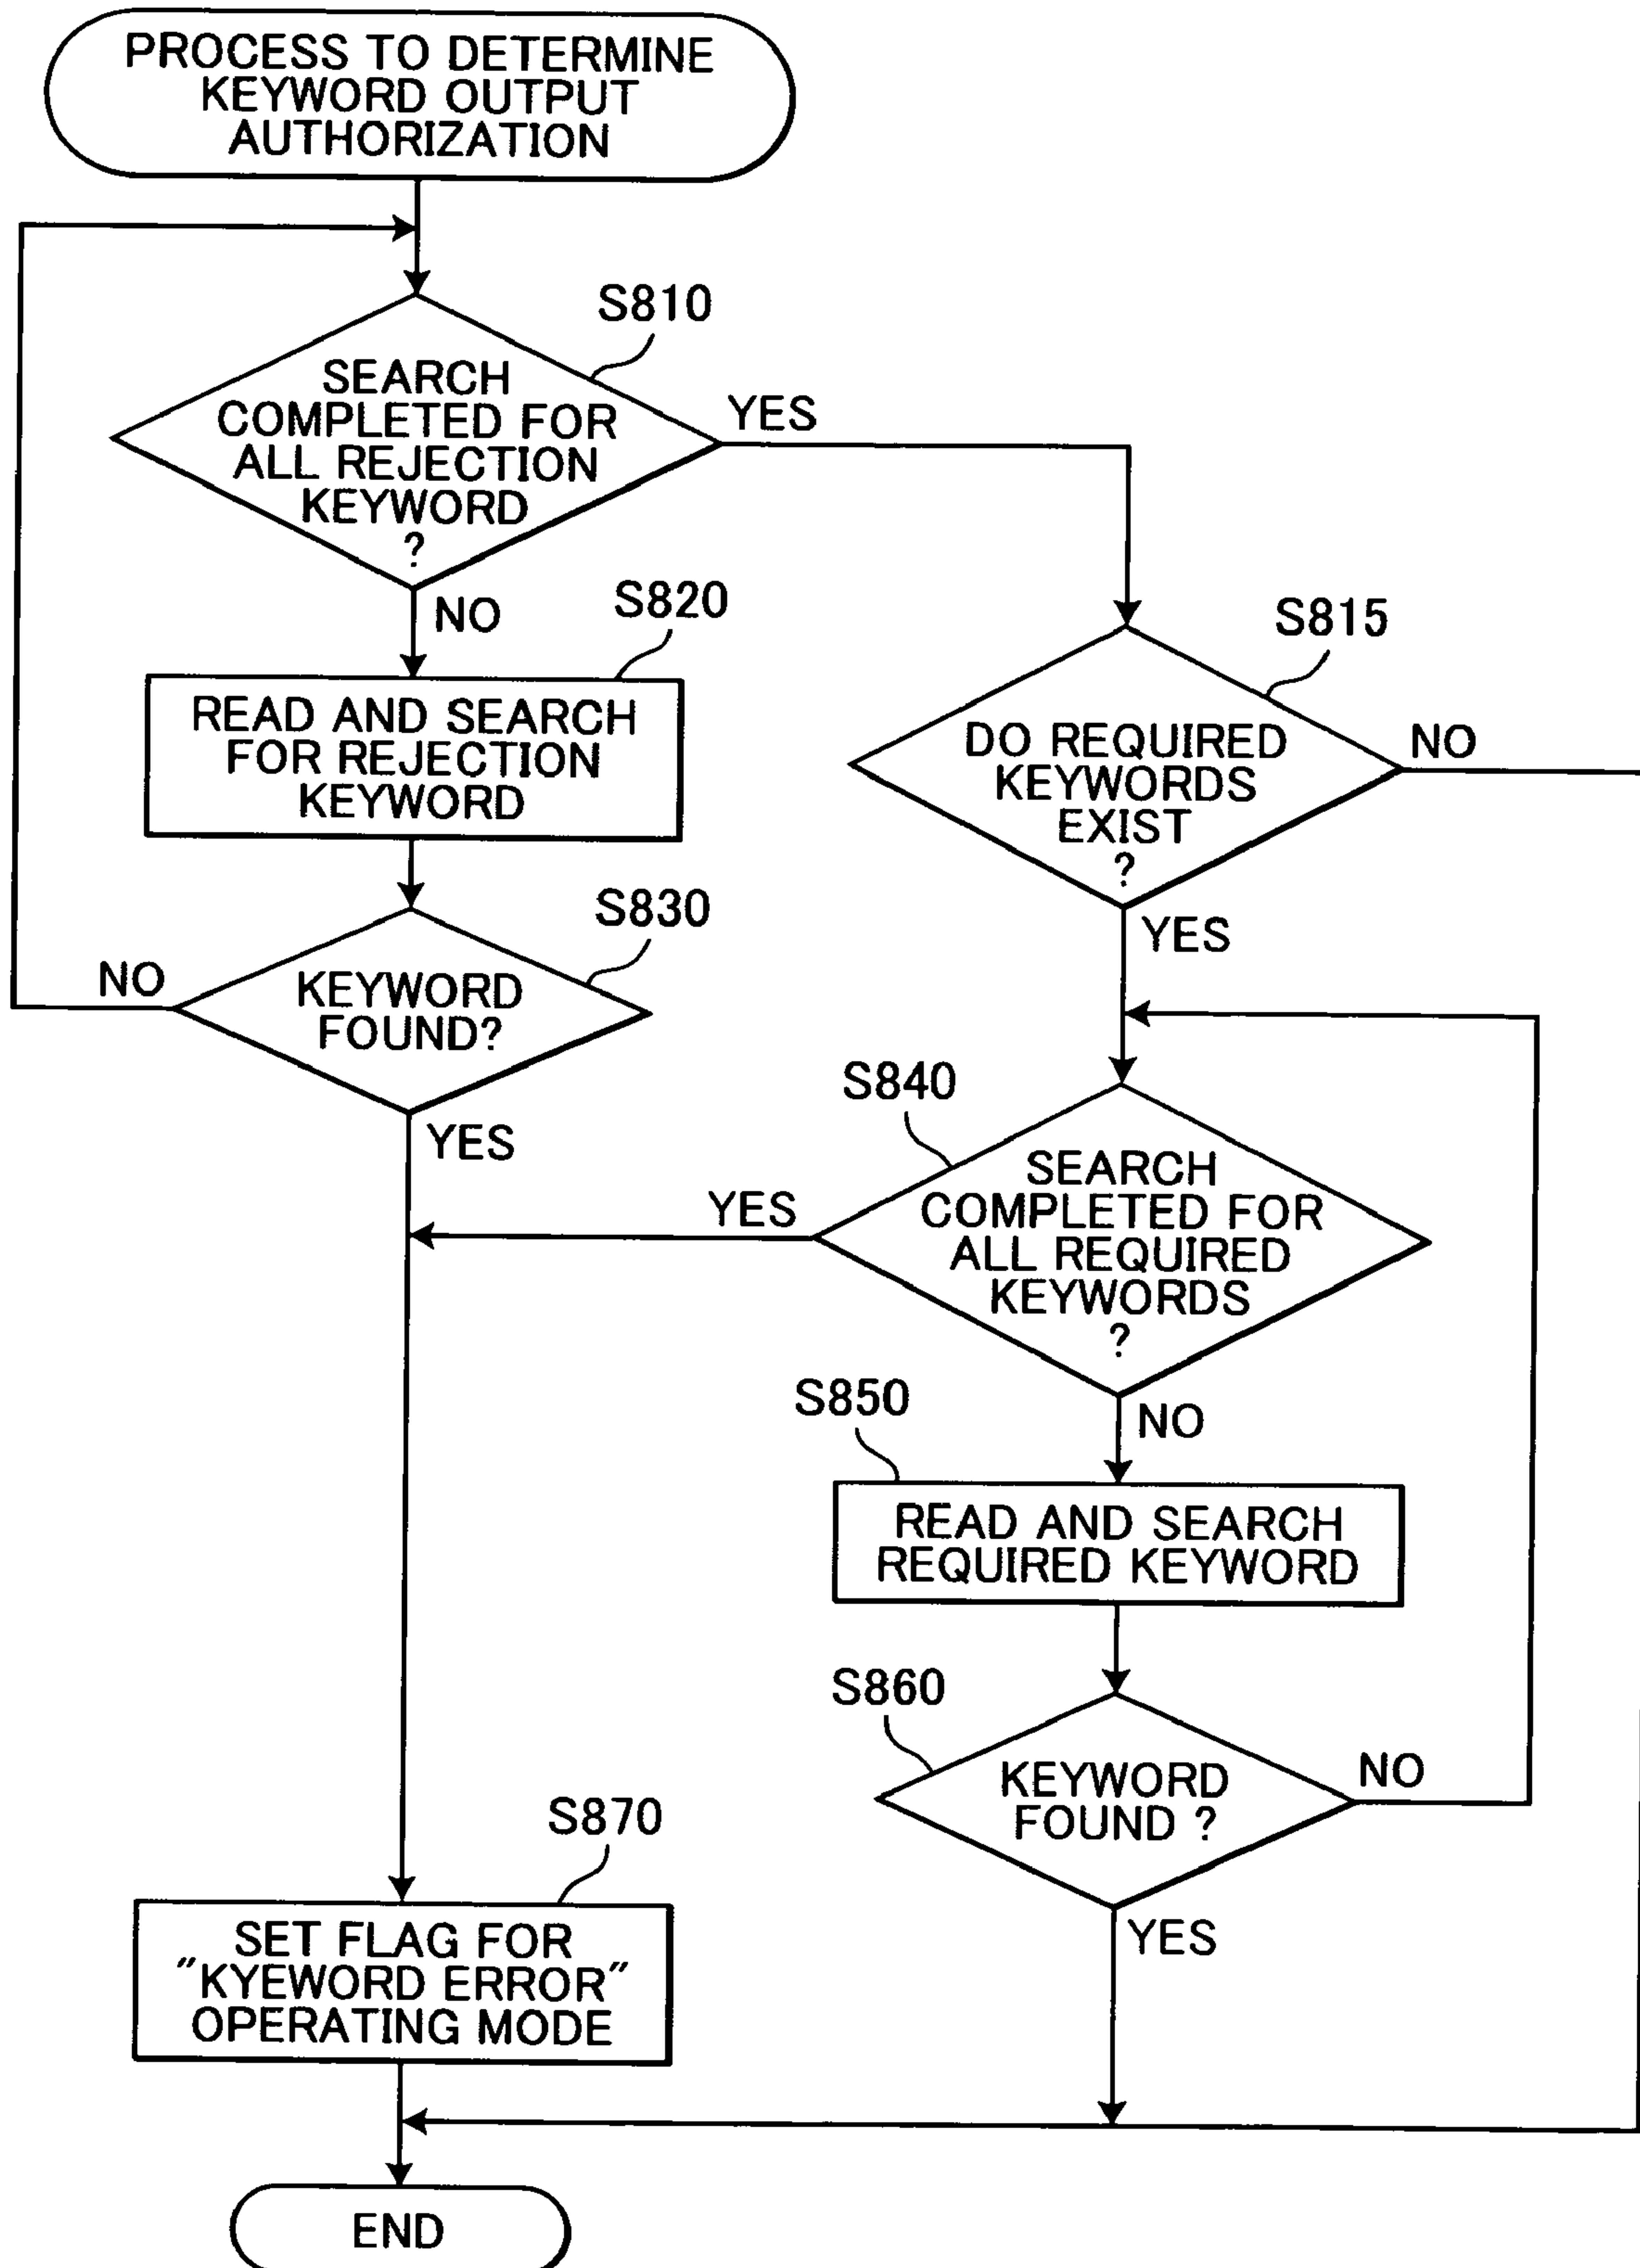 PROCESS TO DETERMINE
KEYWORD OUTPUT
AUTHORIZATION
S810
SEARCH
COMPLETED FOR
ALL REJECTION
KEYWORD
?
YES
NO
S820
READ AND SEARCH
FOR REJECTION
KEYWORD
S815
DO REQUIRED
KEYWORDS
EXIST
?
NO
YES
S830
KEYWORD
FOUND?
NO
YES
S840
SEARCH
COMPLETED FOR
ALL REQUIRED
KEYWORDS
?
YES
NO
S850
READ AND SEARCH
REQUIRED KEYWORD
S860
KEYWORD
FOUND ?
NO
YES
S870
SET FLAG FOR
"KYEWORD ERROR"
OPERATING MODE
END